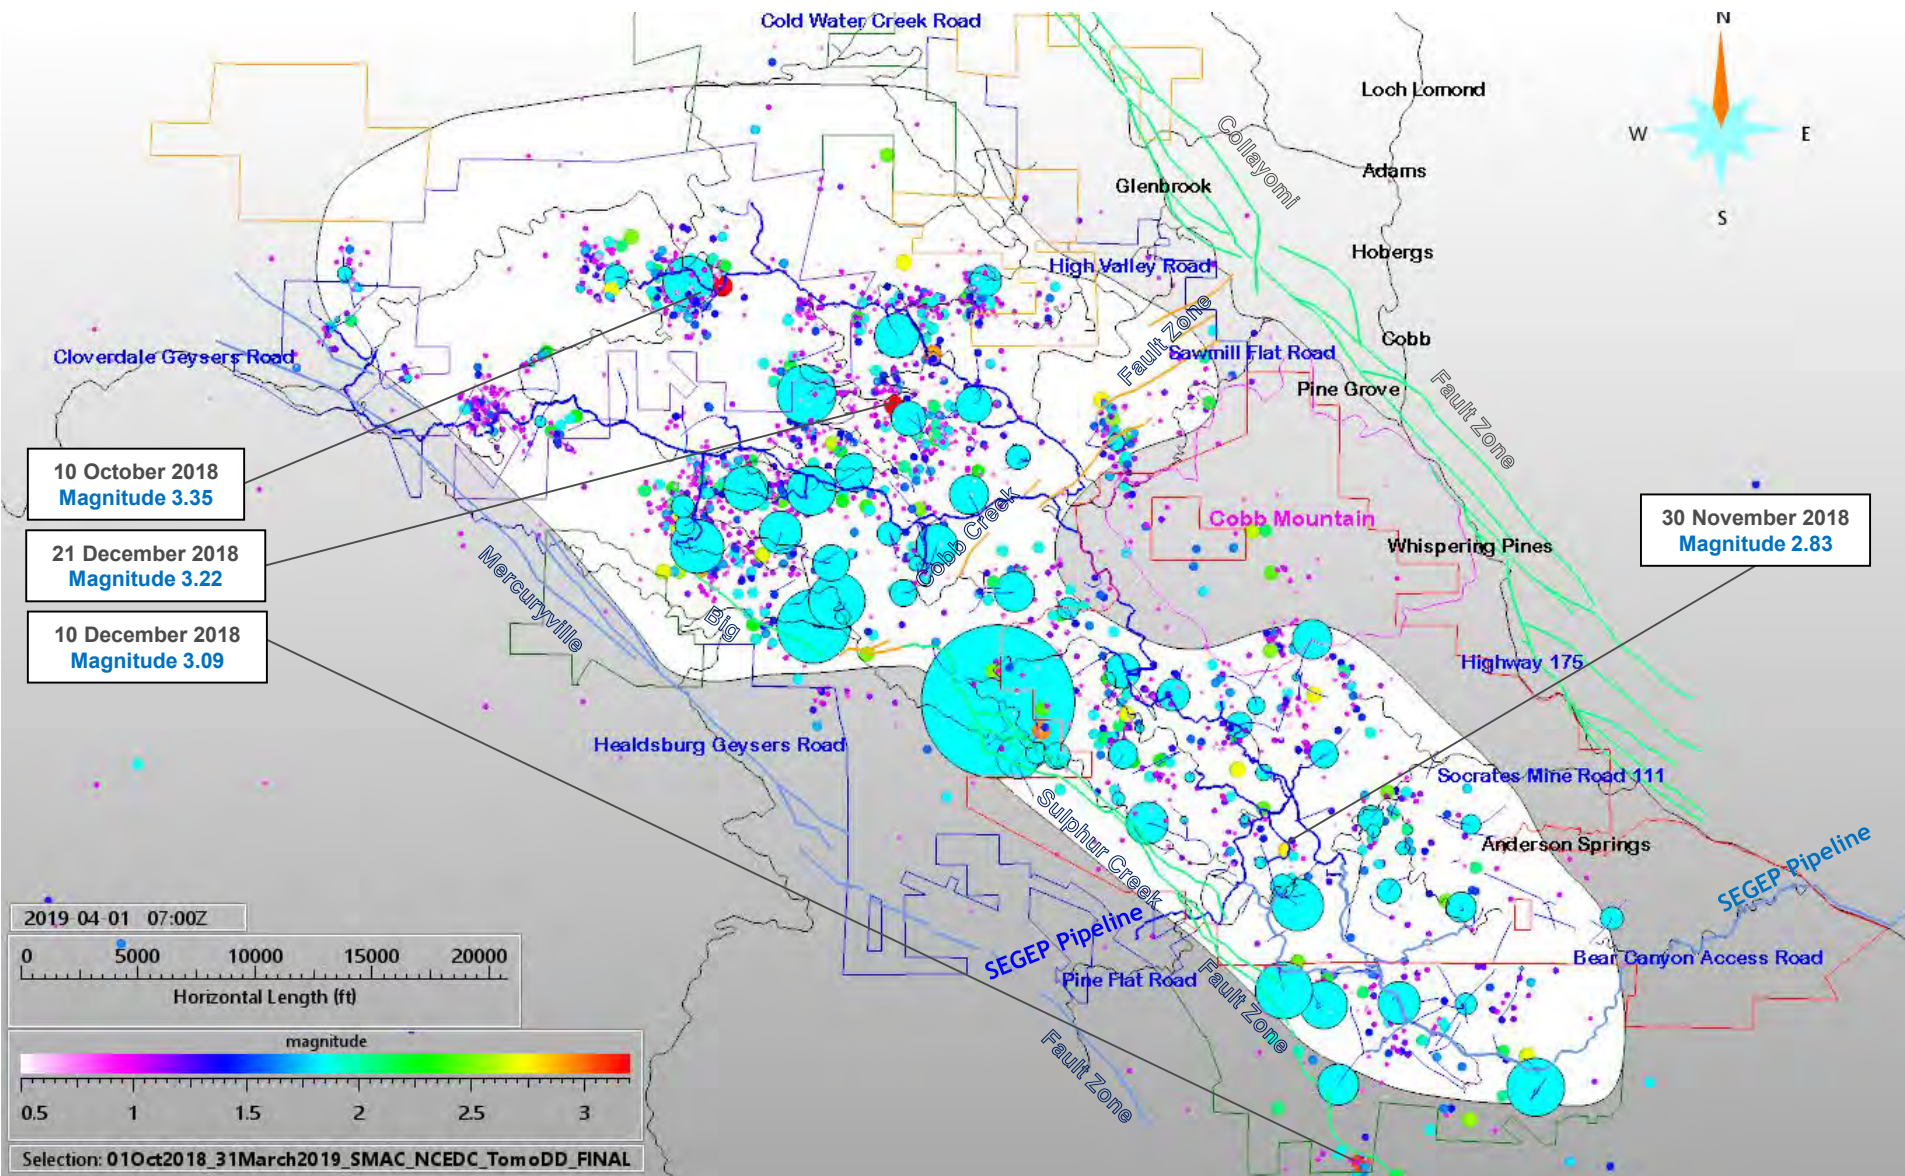 Cold Water Creek Road
N
Loch Lomond
W
E
Collayomi
Adams
Glenbrook
S
Hobergs
High Valley Road
Fault Zone
Cobb
Cloverdale Geysers Road
Sawmill Flat Road
Pine Grove
Fault Zone
10 October 2018
Magnitude 3.35
Cobb Mountain
30 November 2018
Magnitude 2.83
21 December 2018
Magnitude 3.22
Cobb Creek
Whispering Pines
Mercuryville
Big
10 December 2018
Magnitude 3.09
Highway 175
Healdsburg Geysers Road
Socrates Mine Road 111
Sulphur Creek
Anderson Springs
SEGEP Pipeline
SEGEP Pipeline
Bear Canyon Access Road
Pine Flat Road
Fault Zone
Fault Zone
2019-04-01 07:00Z
0 5000 10000 15000 20000
Horizontal Length (ft)
magnitude
0.5 1 1.5 2 2.5 3
Selection: 01Oct2018_31March2019_SMAC_NCEDC_TomoDD_FINAL